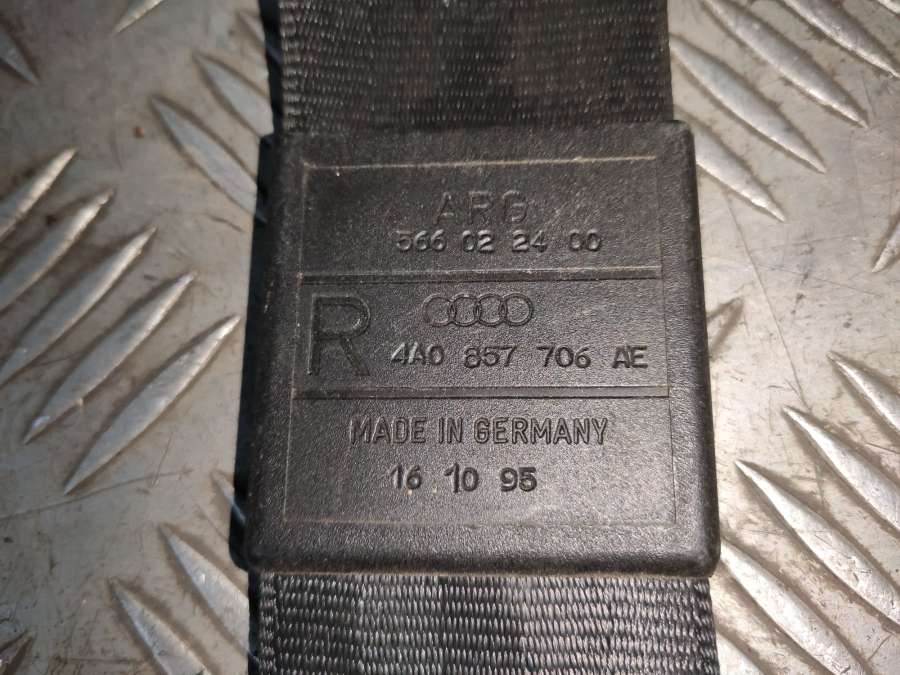 ARG
566 02 24 00
R
4A0 857 706 AE
MADE IN GERMANY
16 10 95